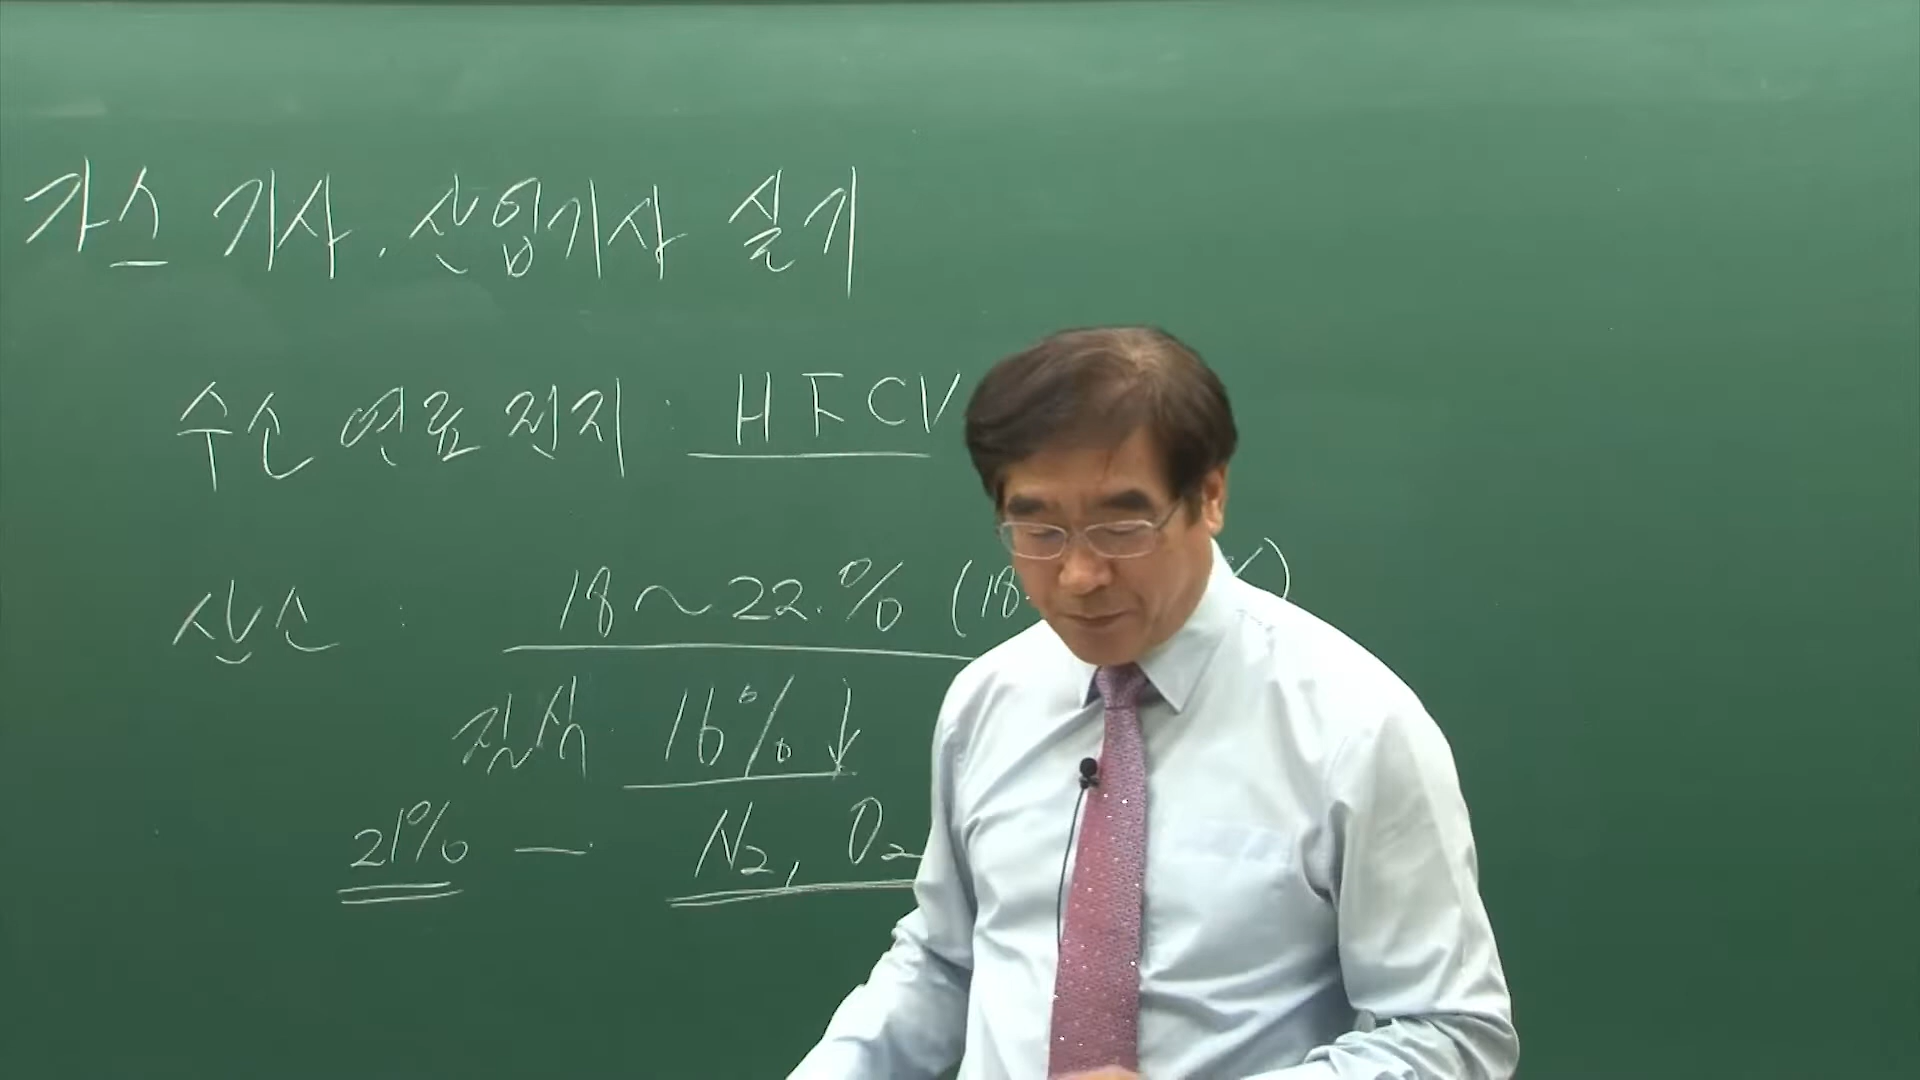 가스 기사. 산업기사 실기
수소 연료 전지 : HFCV
산소 : 18~22.% (18
질식 16%↓
21% — N₂, O₂